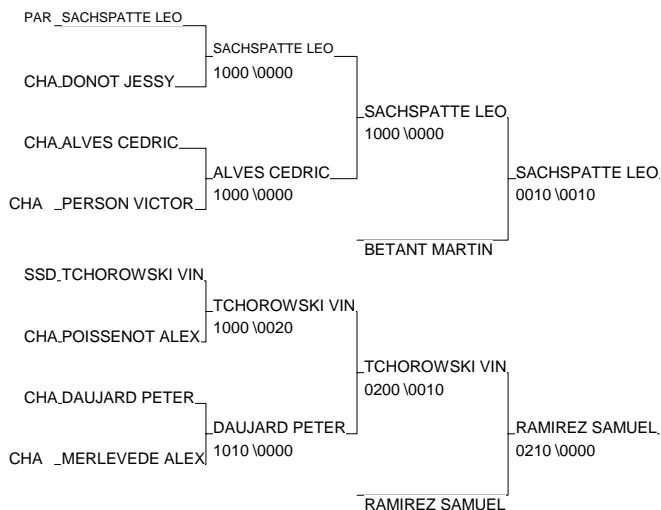 PAR SACHSPATTE LEO
SACHSPATTE LEO
1000 \0000
CHA DONOT JESSY
SACHSPATTE LEO
1000 \0000
CHA ALVES CEDRIC
ALVES CEDRIC
1000 \0000
SACHSPATTE LEO
0010 \0010
CHA PERSON VICTOR
BETANT MARTIN
SSD TCHOROWSKI VIN
TCHOROWSKI VIN
1000 \0020
CHA POISSENOT ALEX
TCHOROWSKI VIN
0200 \0010
CHA DAUJARD PETER
DAUJARD PETER
1010 \0000
RAMIREZ SAMUEL
0210 \0000
CHA MERLEVEDE ALEX
RAMIREZ SAMUEL